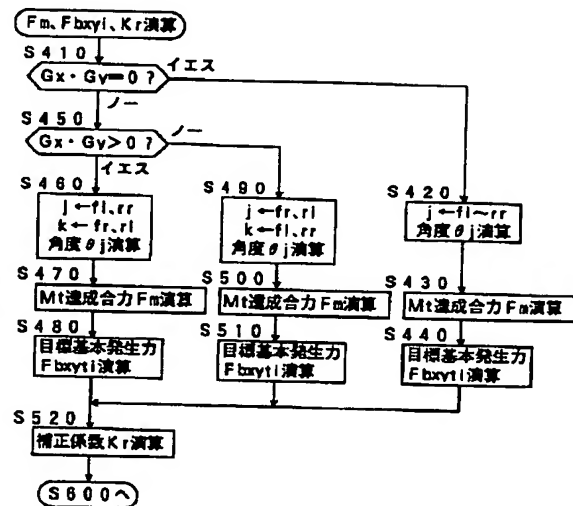 Fm、Fbxyi、Kr演算
S410
Gx・Gy=0?
イエス
ノー
S450
Gx・Gy>0?
ノー
イエス
S460
j←fl、rr
k←fr、rl
角度θj演算
S490
j←fr、rl
k←fl、rr
角度θj演算
S420
j←fl~rr
角度θj演算
S470
Mt達成合力Fm演算
S500
Mt達成合力Fm演算
S430
Mt達成合力Fm演算
S480
目標基本発生力
Fbxyti演算
S510
目標基本発生力
Fbxyti演算
S440
目標基本発生力
Fbxyti演算
S520
補正係数Kr演算
S600へ